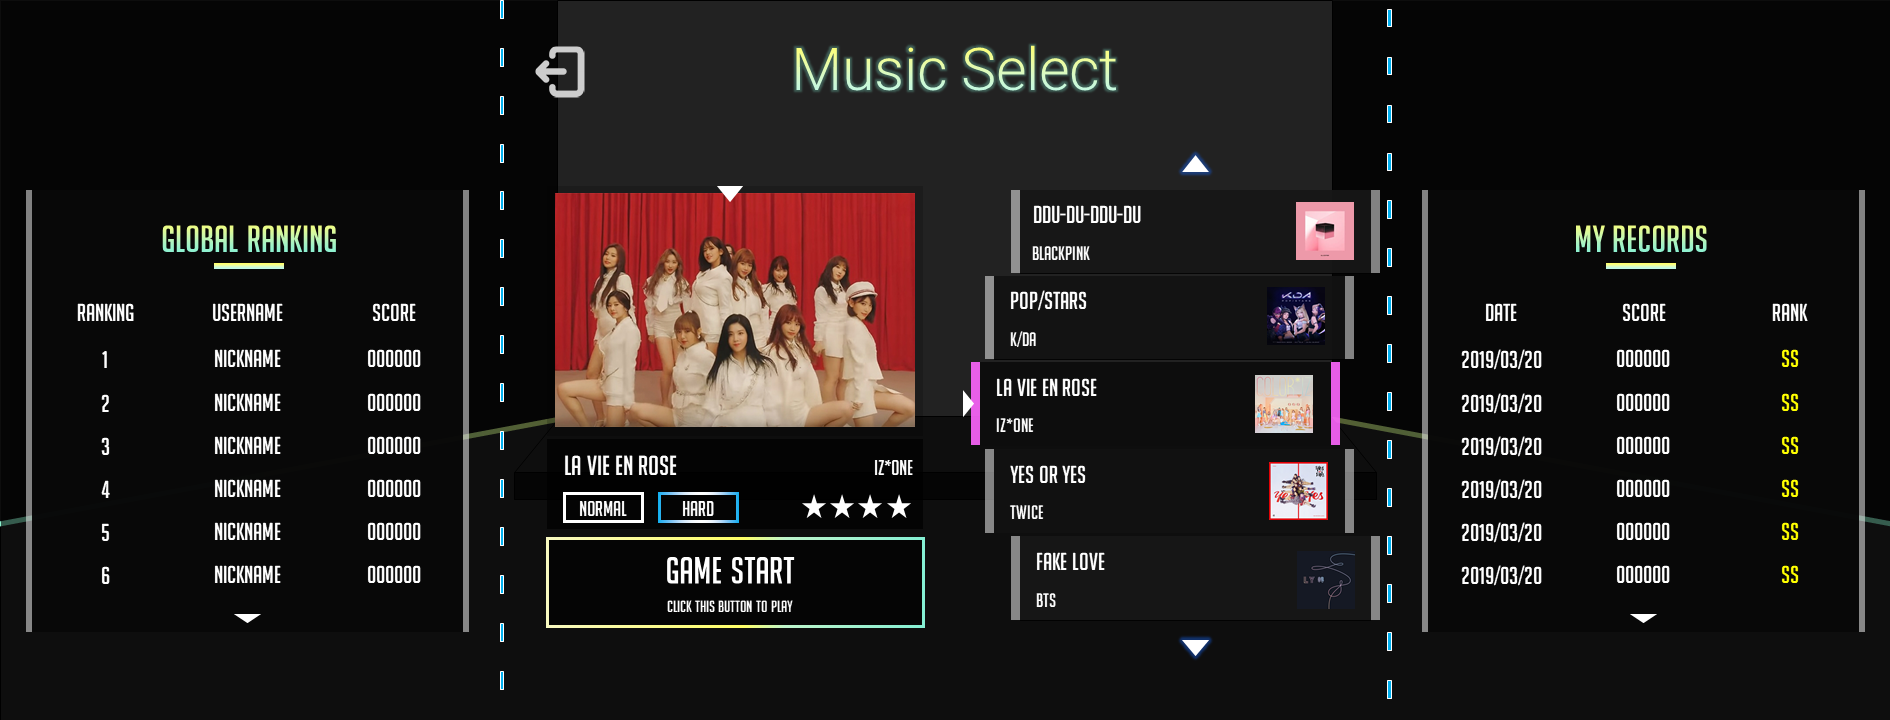 Music Select
GLOBAL RANKING
RANKING USERNAME SCORE
1 NICKNAME 000000
2 NICKNAME 000000
3 NICKNAME 000000
4 NICKNAME 000000
5 NICKNAME 000000
6 NICKNAME 000000
LA VIE EN ROSE IZ*ONE
NORMAL HARD ★★★★
GAME START
CLICK THIS BUTTON TO PLAY
DDU-DU-DDU-DU
BLACKPINK
POP/STARS
K/DA
K/DA
LA VIE EN ROSE
IZ*ONE
YES OR YES
TWICE
Yes or Yes
FAKE LOVE
BTS
LY
MY RECORDS
DATE SCORE RANK
2019/03/20 000000 SS
2019/03/20 000000 SS
2019/03/20 000000 SS
2019/03/20 000000 SS
2019/03/20 000000 SS
2019/03/20 000000 SS